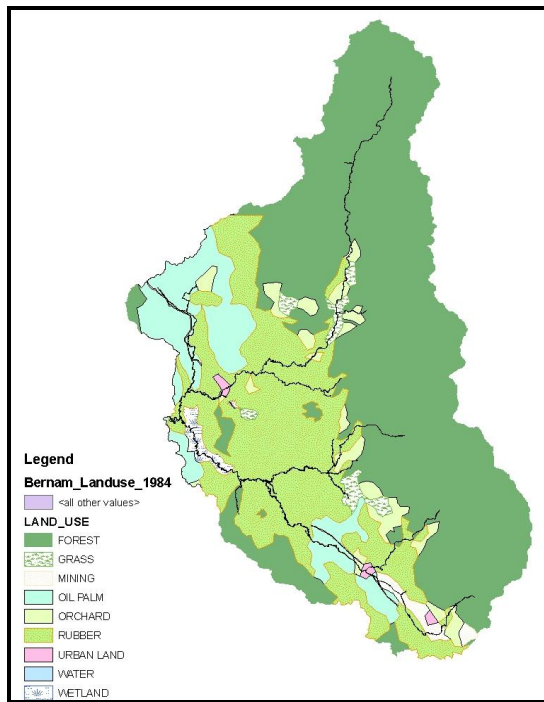 Legend
Bernam_Landuse_1984
<all other values>
LAND_USE
FOREST
GRASS
MINING
OIL PALM
ORCHARD
RUBBER
URBAN LAND
WATER
WETLAND